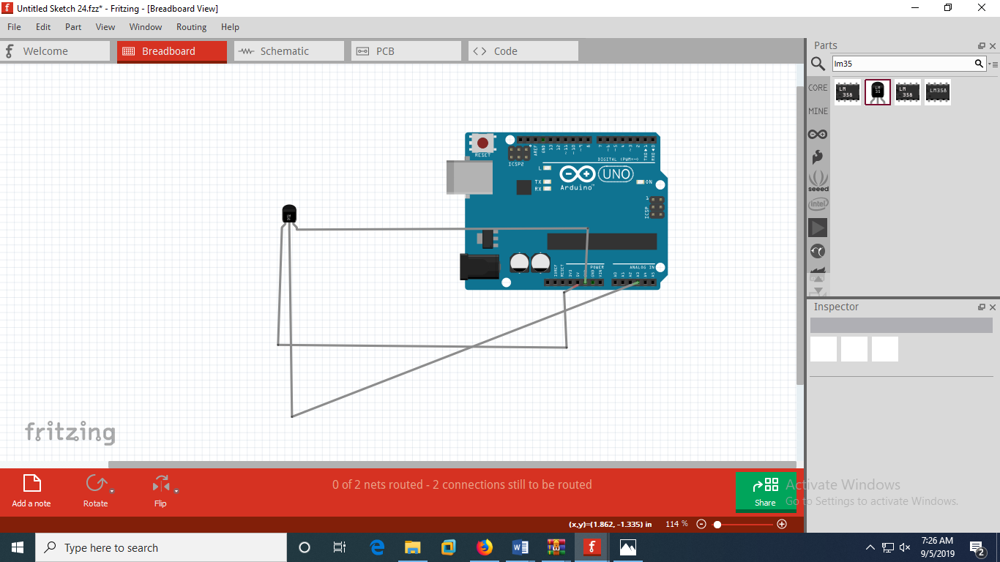 Untitled Sketch 24.fzz* - Fritzing - [Breadboard View]
File Edit Part View Window Routing Help
Welcome Breadboard Schematic PCB Code
Parts
lm35
CORE
MINE
LM 358
LM 35
LM 358
LM358
seeed
intel
RESET
ICSP2
AREF
GND
13
12
~11
~10
~9
8
7
~6
~5
4
~3
2
TX0▶1
RX0◀0
DIGITAL (PWM=~)
L
TX
RX
UNO
Arduino™
ON
1
ICSP
LM 35
POWER
ANALOG IN
IOREF
RESET
3V3
5V
GND
VIN
A0
A1
A2
A3
A4
A5
Inspector
fritzing
0 of 2 nets routed - 2 connections still to be routed
Add a note
Rotate
Flip
Share
Activate Windows
Go to Settings to activate Windows.
(x,y)=(1.862, -1.335) in 114 %
Type here to search
7:26 AM
9/5/2019
2